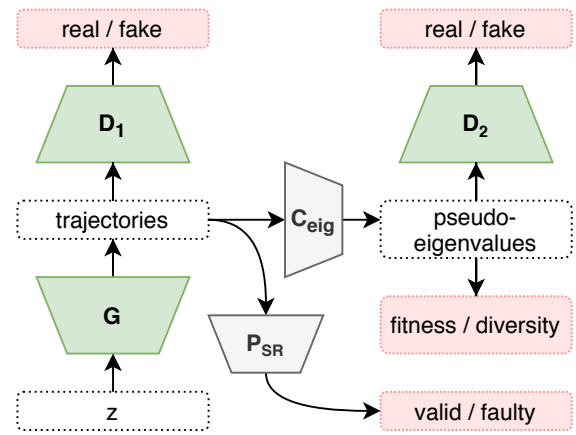 real / fake
real / fake
D1
D2
trajectories
Ceig
pseudo-
eigenvalues
G
PSR
fitness / diversity
z
valid / faulty